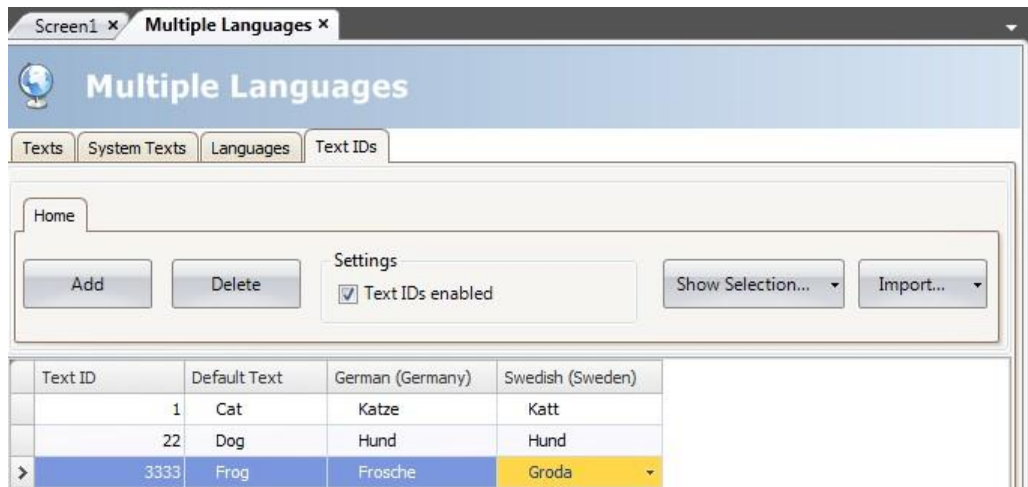 Screen1 × Multiple Languages ×
Multiple Languages
Texts System Texts Languages Text IDs
Home
Add Delete Settings Text IDs enabled Show Selection... Import...
Text ID Default Text German (Germany) Swedish (Sweden)
1 Cat Katze Katt
22 Dog Hund Hund
3333 Frog Frosche Groda